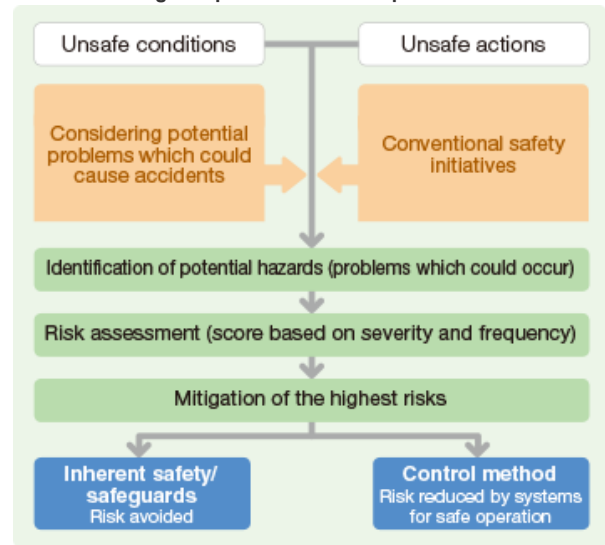 Unsafe conditions
Unsafe actions
Considering potential
problems which could
cause accidents
Conventional safety
initiatives
Identification of potential hazards (problems which could occur)
Risk assessment (score based on severity and frequency)
Mitigation of the highest risks
Inherent safety/
safeguards
Risk avoided
Control method
Risk reduced by systems
for safe operation